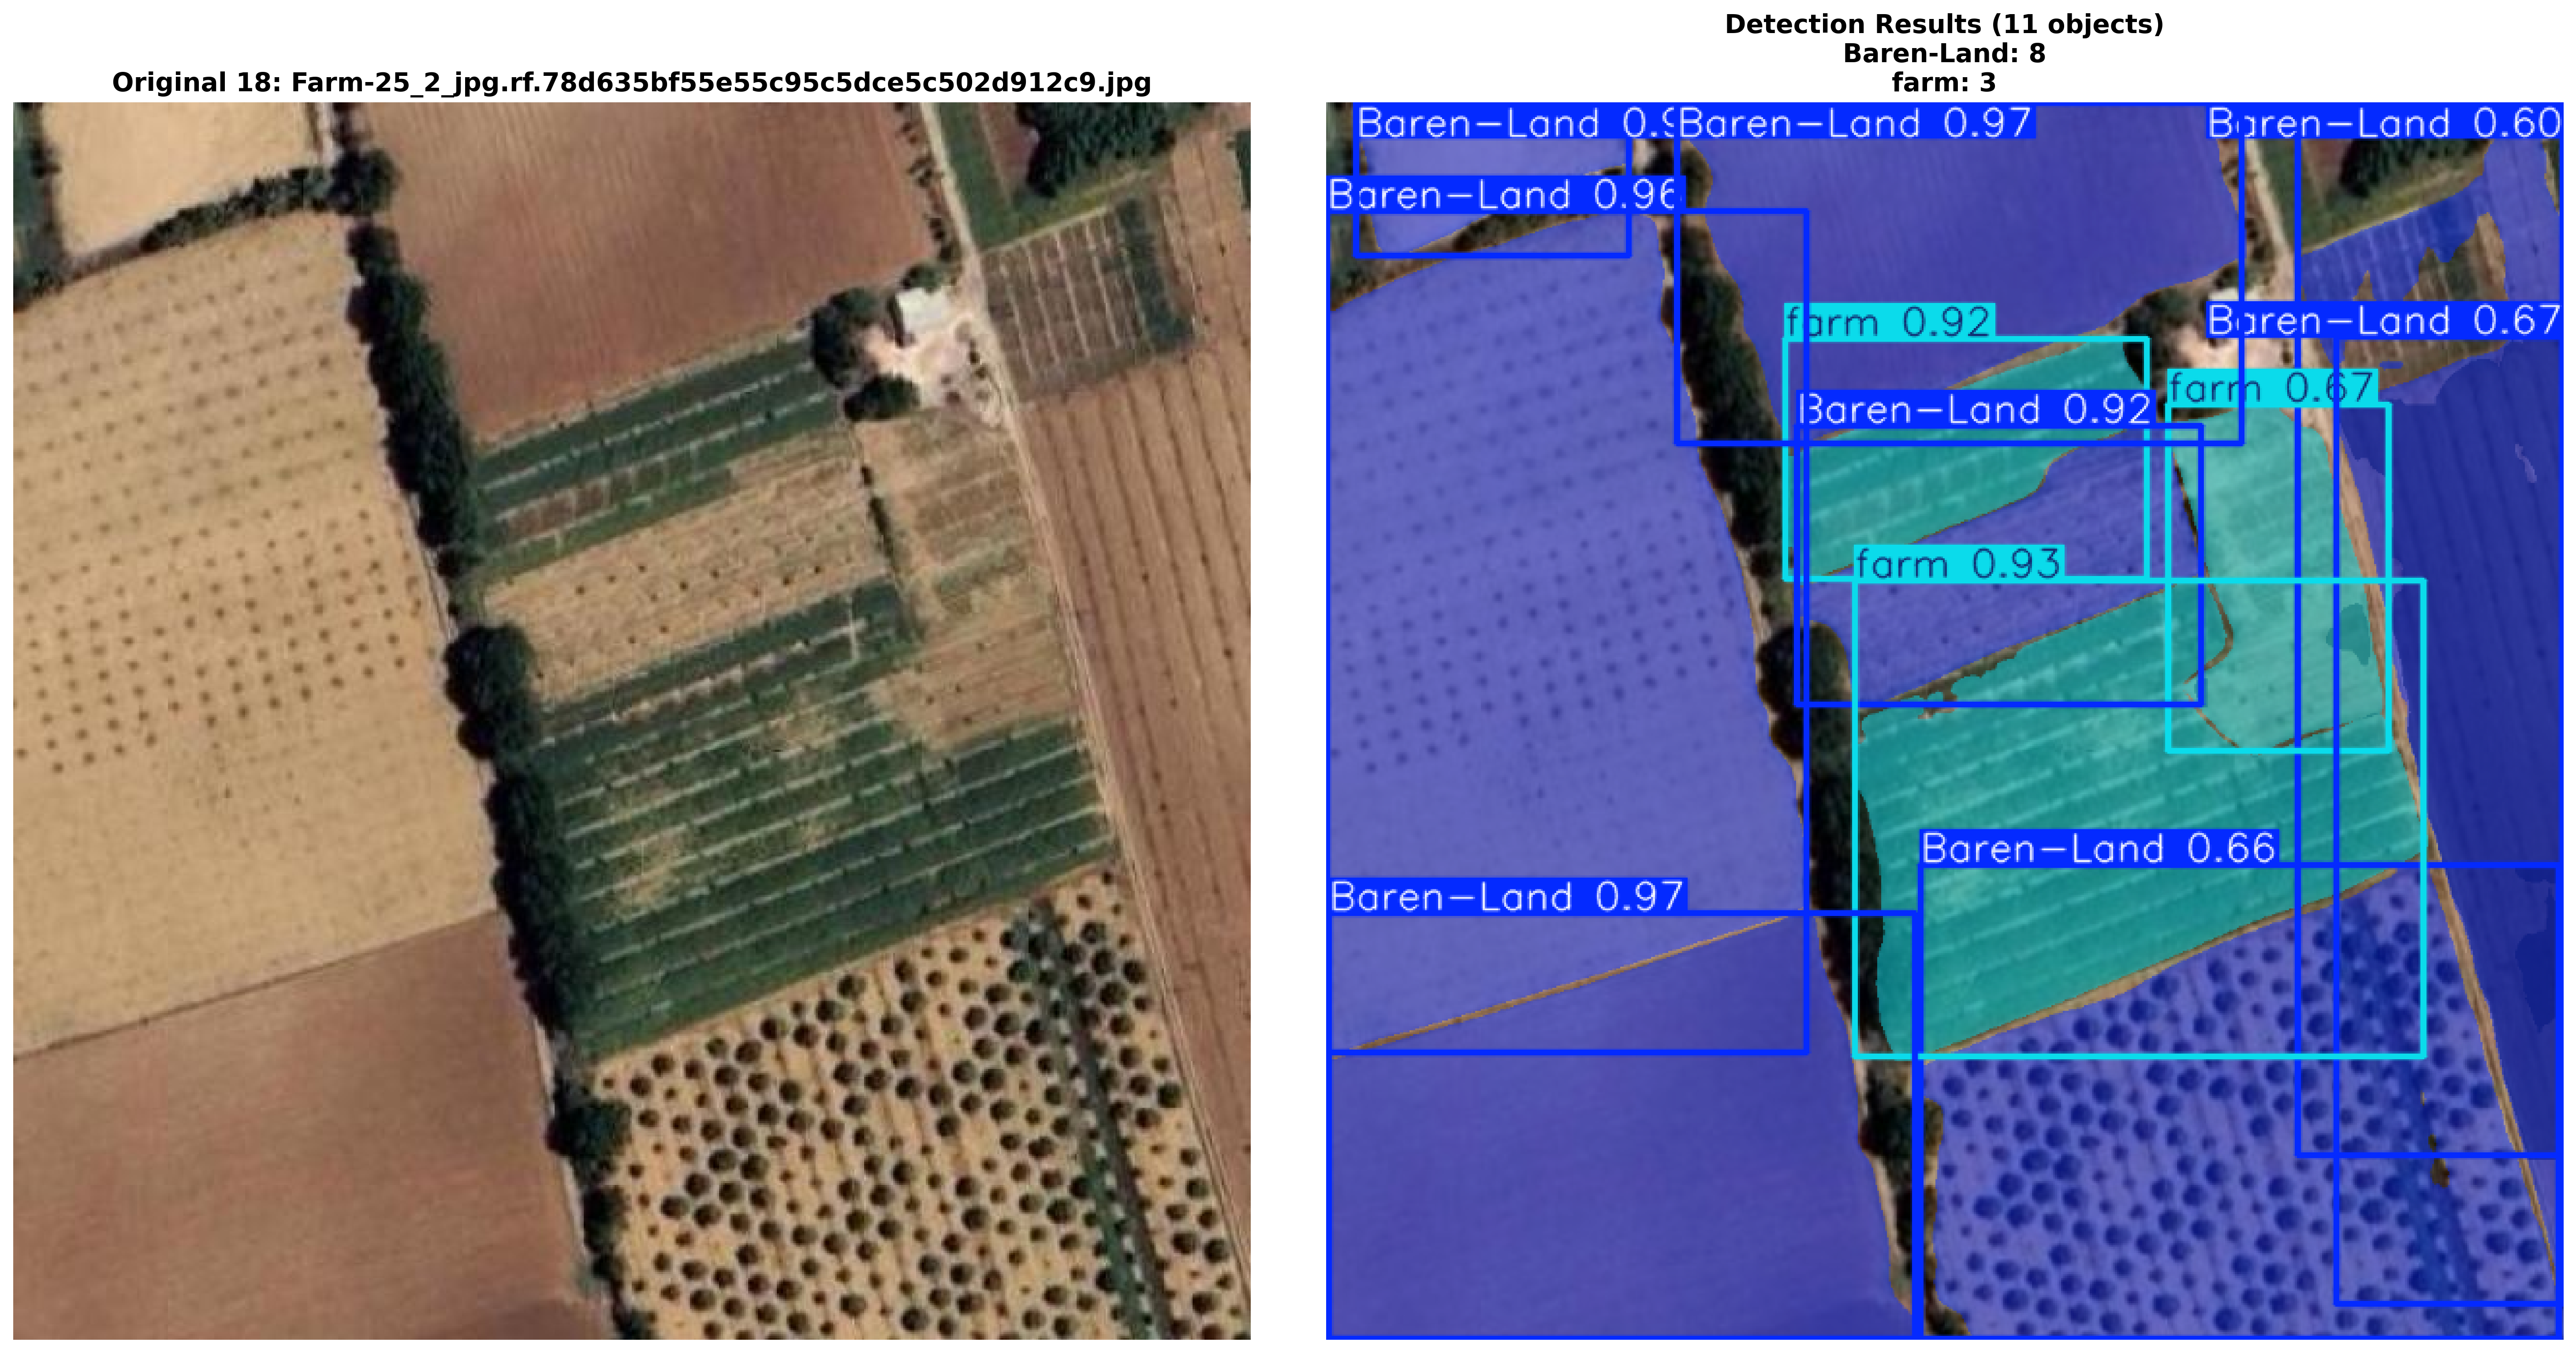 Original 18: Farm-25_2_jpg.rf.78d635bf55e55c95c5dce5c502d912c9.jpg
Detection Results (11 objects)
Baren-Land: 8
farm: 3
Baren-Land 0.9
Baren-Land 0.97
Baren-Land 0.60
Baren-Land 0.96
farm 0.92
Baren-Land 0.67
farm 0.67
Baren-Land 0.92
farm 0.93
Baren-Land 0.66
Baren-Land 0.97